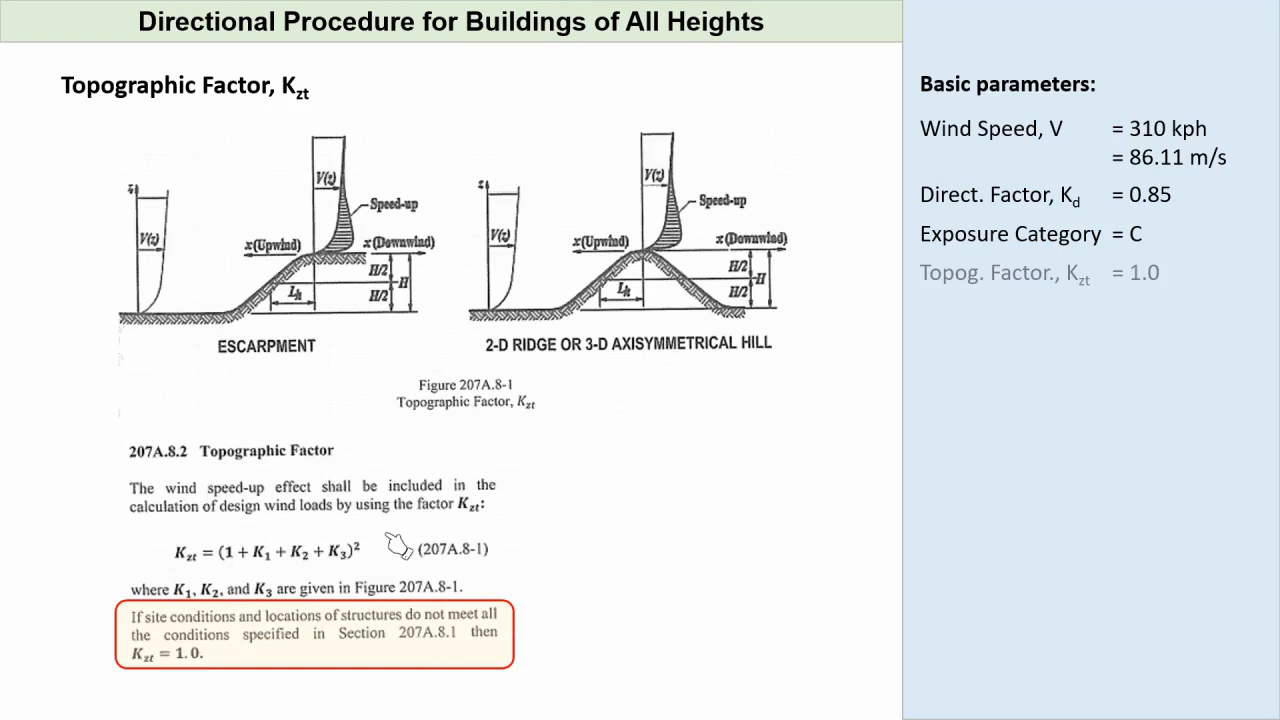 Directional Procedure for Buildings of All Heights
Topographic Factor, Kzt
z
V(z)
V(z)
Speed-up
x(Upwind)
x(Downwind)
H/2
H
H/2
Lh
ESCARPMENT
z
V(z)
V(z)
Speed-up
x(Upwind)
x(Downwind)
H/2
H
H/2
Lh
2-D RIDGE OR 3-D AXISYMMETRICAL HILL
Figure 207A.8-1
Topographic Factor, Kzt
207A.8.2 Topographic Factor
The wind speed-up effect shall be included in the
calculation of design wind loads by using the factor Kzt:
Kzt = (1 + K1 + K2 + K3)² (207A.8-1)
where K1, K2, and K3 are given in Figure 207A.8-1.
If site conditions and locations of structures do not meet all
the conditions specified in Section 207A.8.1 then
Kzt = 1.0.
Basic parameters:
Wind Speed, V = 310 kph
= 86.11 m/s
Direct. Factor, Kd = 0.85
Exposure Category = C
Topog. Factor., Kzt = 1.0